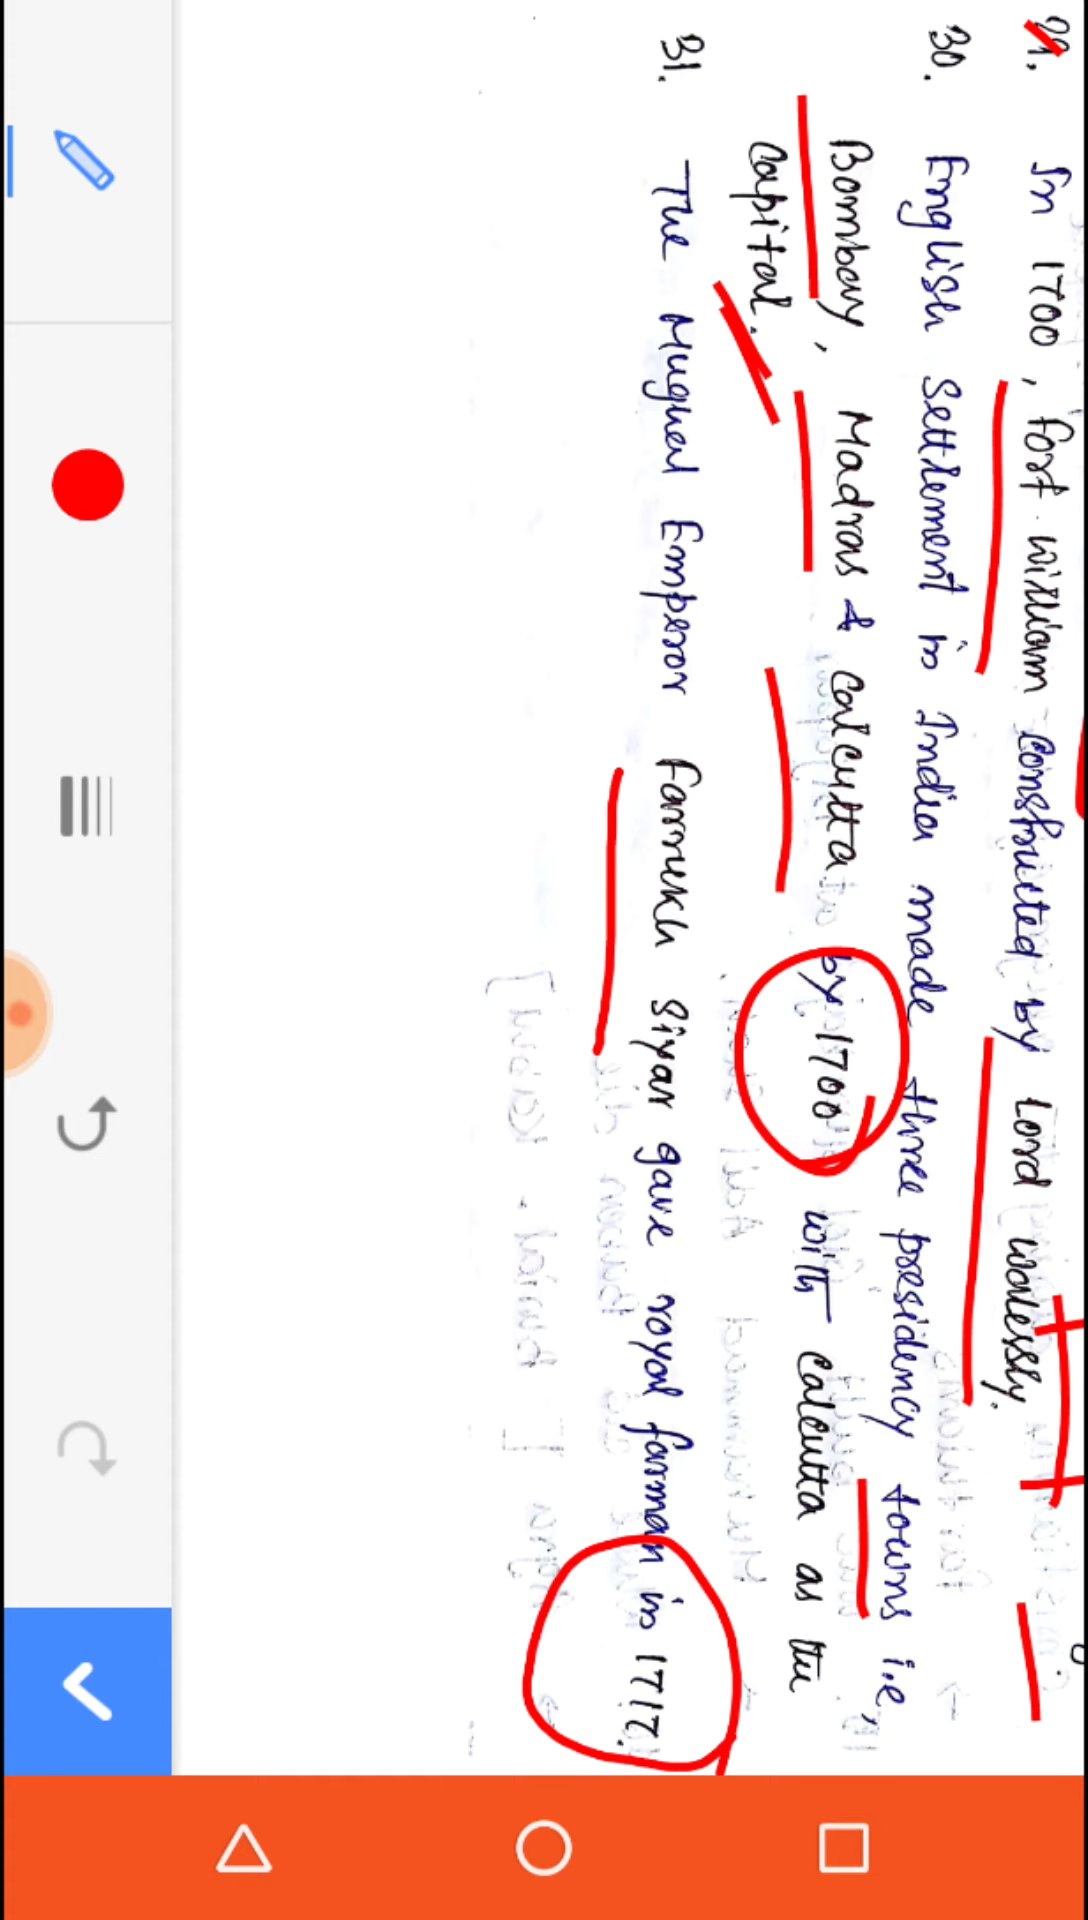 29. In 1700, Fort william constructed by Lord walessly.
30. English Settlement in India made three presidency towns i.e,
Bombay, Madras & Calcutta by 1700 with Calcutta as the
Capital.
31. The Mughal Emperor Farrukh Siyar gave royal farman in 1717.